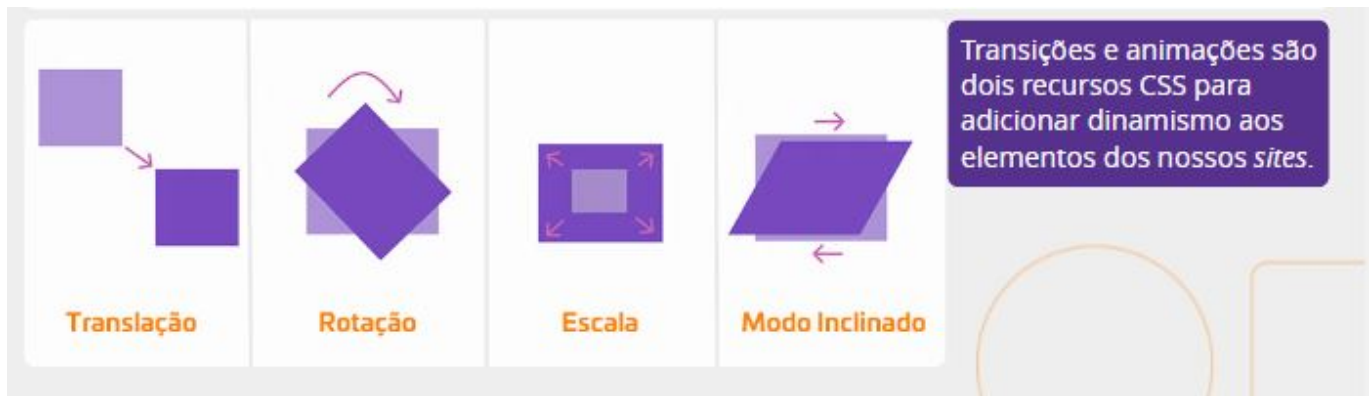 Transições e animações são
dois recursos CSS para
adicionar dinamismo aos
elementos dos nossos sites.
Translação
Rotação
Escala
Modo Inclinado